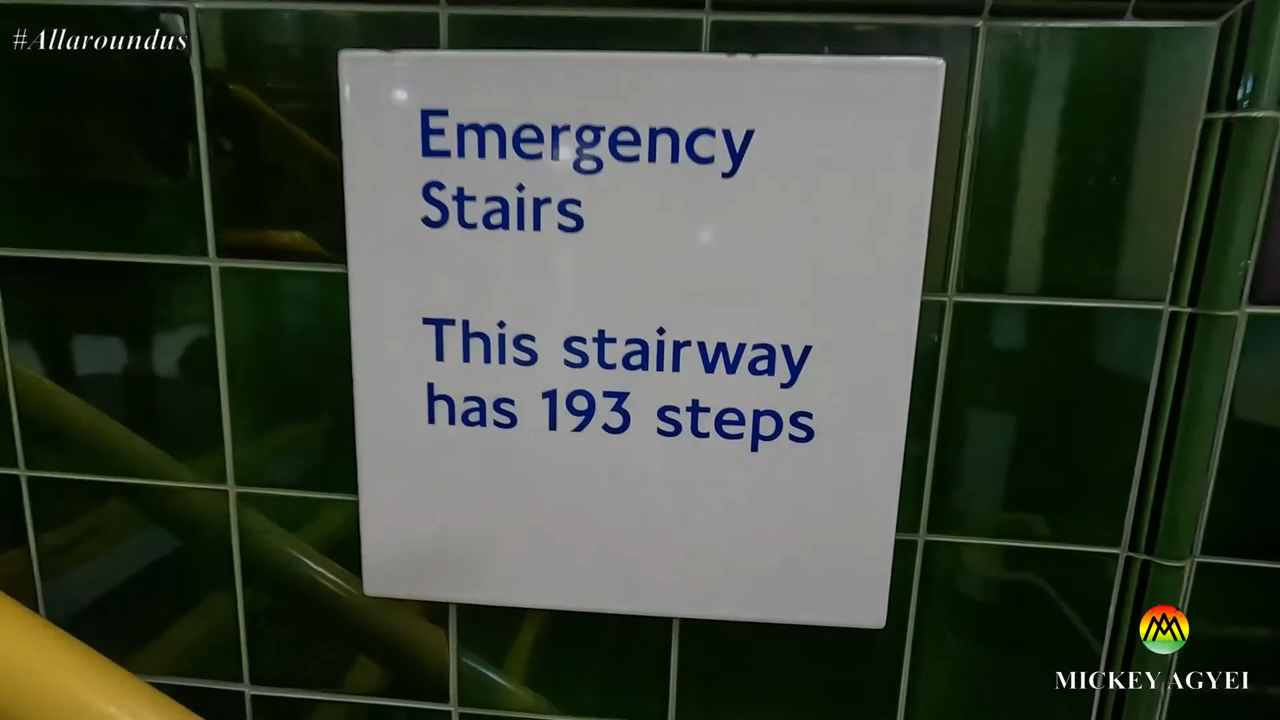 #Allaroundus
Emergency
Stairs
This stairway
has 193 steps
MICKEY AGYEI